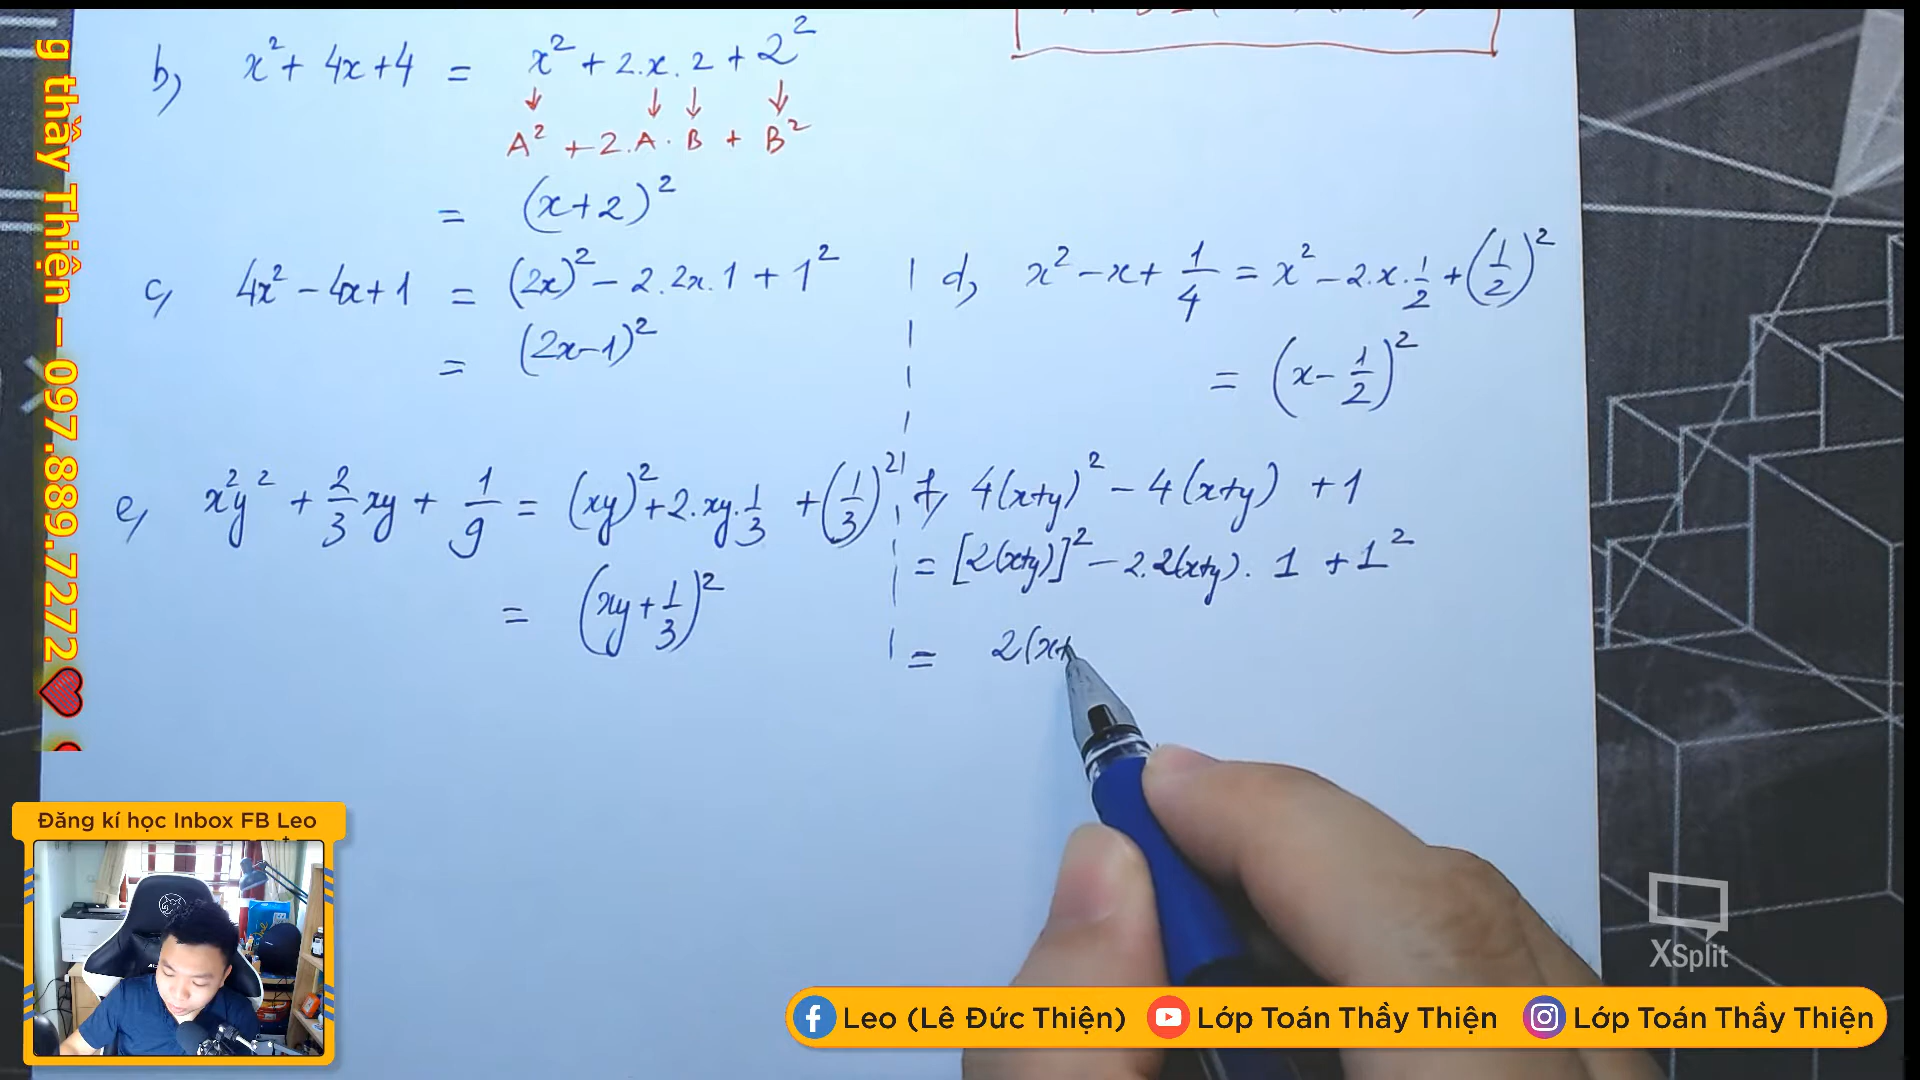 b, x² + 4x + 4 = x² + 2.x.2 + 2²
A² + 2.A.B + B²
= (x+2)²
c, 4x² − 4x + 1 = (2x)² − 2.2x.1 + 1²
= (2x−1)²
d, x² − x + 1/4 = x² − 2.x.1/2 + (1/2)²
= (x − 1/2)²
e, x²y² + 2/3 xy + 1/9 = (xy)² + 2.xy.1/3 + (1/3)²
= (xy + 1/3)²
f, 4(x+y)² − 4(x+y) + 1
= [2(x+y)]² − 2.2(x+y). 1 + 1²
= 2(x+
g thầy Thiện – 097.889.7272
Đăng kí học Inbox FB Leo
XSplit
Leo (Lê Đức Thiện)
Lớp Toán Thầy Thiện
Lớp Toán Thầy Thiện